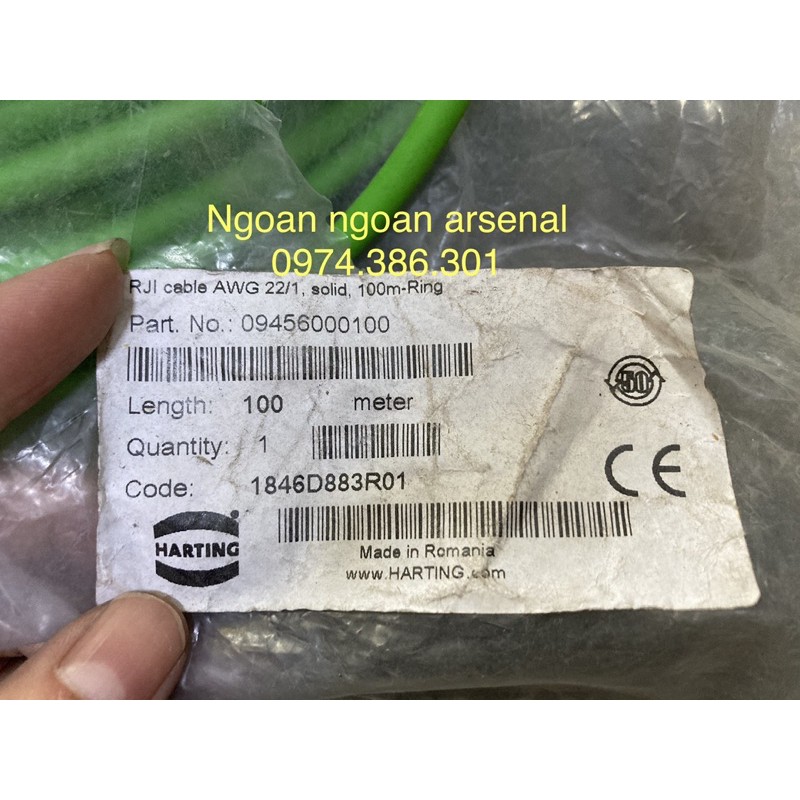 Ngoan ngoan arsenal
0974.386.301
RJI cable AWG 22/1, solid, 100m-Ring
Part. No.: 09456000100
Length: 100 meter
50
Quantity: 1
Code: 1846D883R01
CE
HARTING
Made in Romania
www.HARTING.com